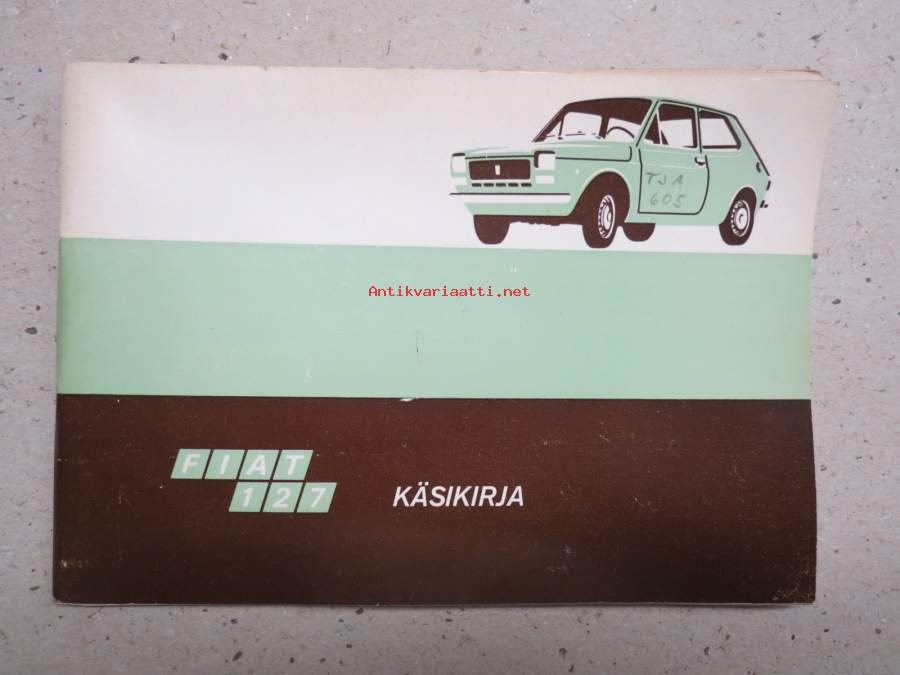 TJA
605
Antikvariaatti.net
FIAT
127
KÄSIKIRJA